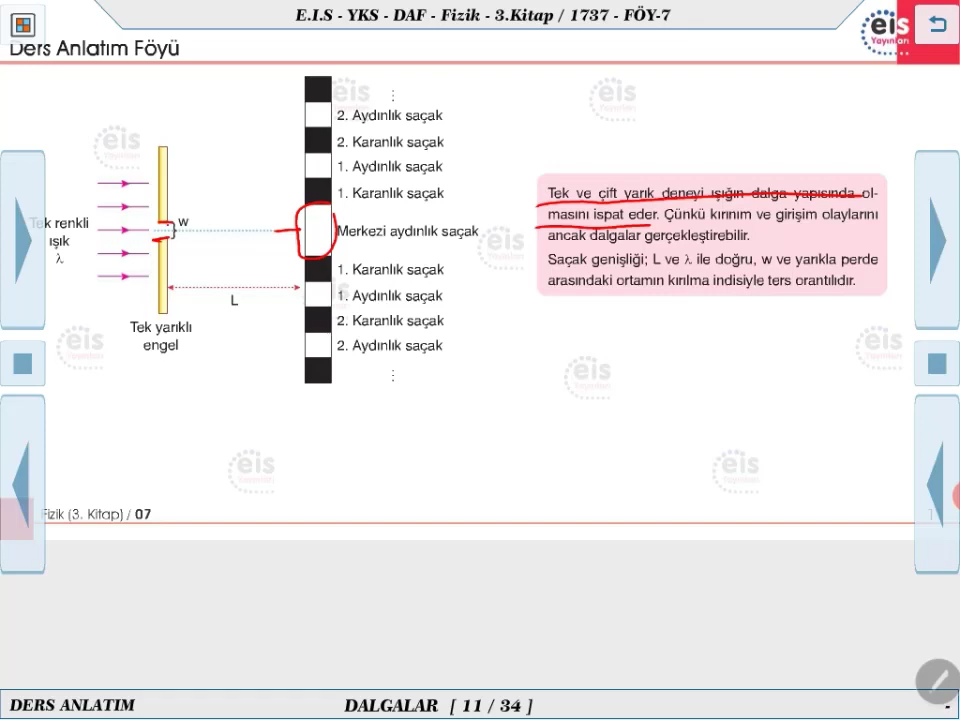 E.I.S - YKS - DAF - Fizik - 3.Kitap / 1737 - FÖY-7
eis
Yayınları
Ders Anlatım Föyü
2. Aydınlık saçak
2. Karanlık saçak
1. Aydınlık saçak
1. Karanlık saçak
Merkezi aydınlık saçak
1. Karanlık saçak
1. Aydınlık saçak
2. Karanlık saçak
2. Aydınlık saçak
Tek renkli
ışık
λ
w
L
Tek yarıklı
engel
Tek ve çift yarık deneyi ışığın dalga yapısında ol-
masını ispat eder. Çünkü kırınım ve girişim olaylarını
ancak dalgalar gerçekleştirebilir.
Saçak genişliği; L ve λ ile doğru, w ve yarıkla perde
arasındaki ortamın kırılma indisiyle ters orantılıdır.
Fizik (3. Kitap) / 07
1
DERS ANLATIM
DALGALAR [ 11 / 34 ]
-